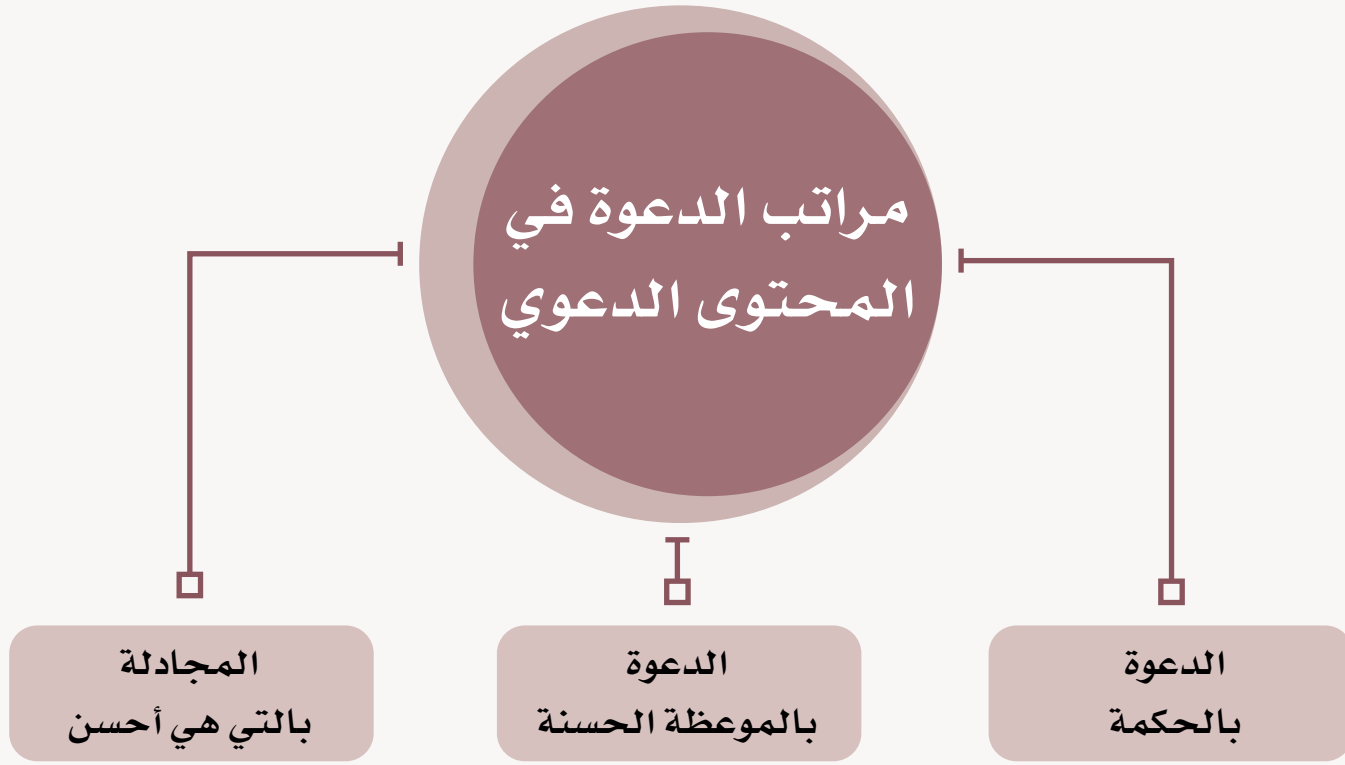 مراتب الدعوة في
المحتوى الدعوي
الدعوة
بالحكمة
الدعوة
بالموعظة الحسنة
المجادلة
بالتي هي أحسن